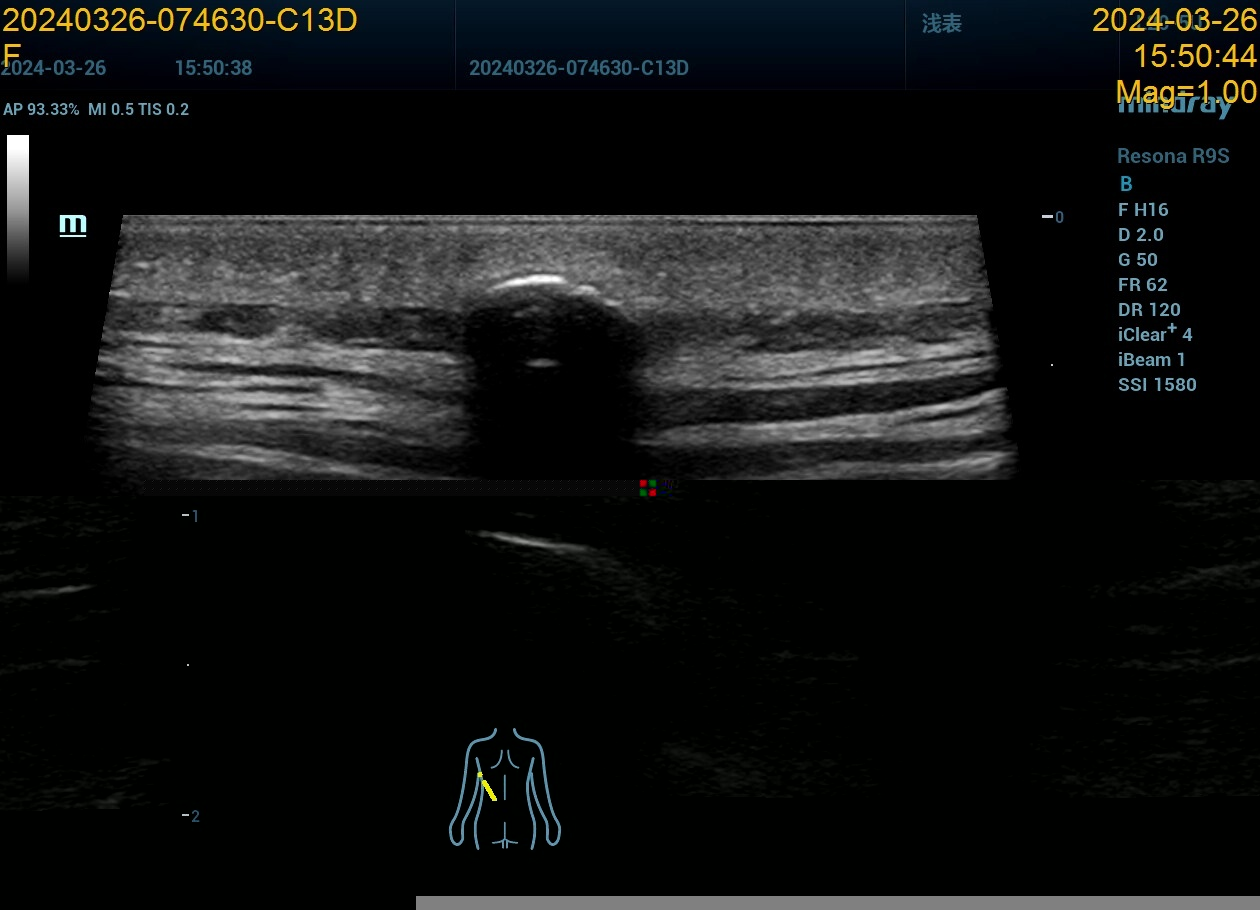 20240326-074630-C13D
F
2024-03-26 15:50:38 20240326-074630-C13D
浅表
2024-03-26
15:50:44
Mag=1.00
mindray
AP 93.33% MI 0.5 TIS 0.2
m
Resona R9S
B
F H16
D 2.0
G 50
FR 62
DR 120
iClear+ 4
iBeam 1
SSI 1580
0
1
2